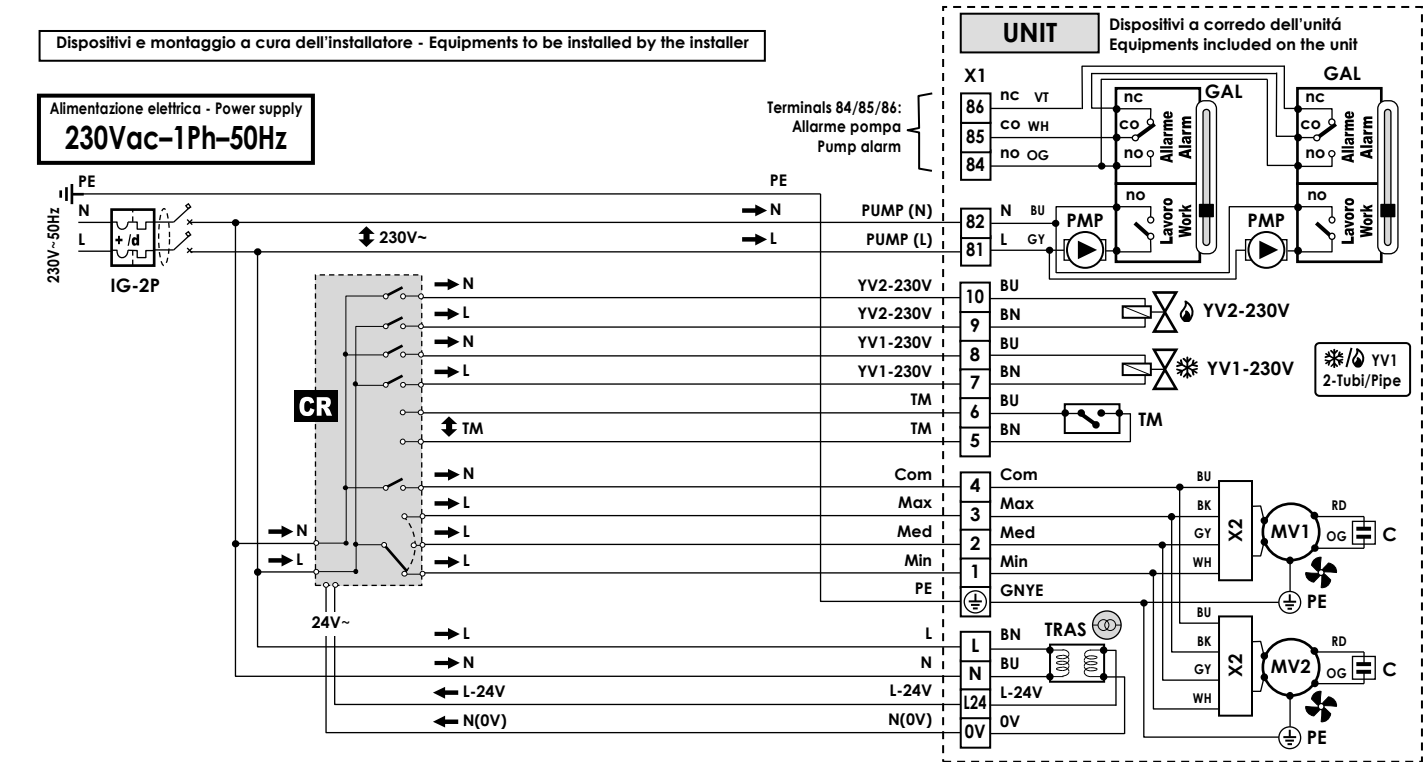 Dispositivi e montaggio a cura dell'installatore - Equipments to be installed by the installer
UNIT
Dispositivi a corredo dell'unitá
Equipments included on the unit
Alimentazione elettrica - Power supply
230Vac–1Ph–50Hz
Terminals 84/85/86:
Allarme pompa
Pump alarm
X1
86 nc VT
85 co WH
84 no OG
GAL
nc
co
no
Allarme
Alarm
no
Lavoro
Work
PMP
GAL
nc
co
no
Allarme
Alarm
no
Lavoro
Work
PMP
PE
N
L
230V~50Hz
+ /d
IG-2P
PE
N
L
230V~
PUMP (N) 82 N BU
PUMP (L) 81 L GY
N YV2-230V 10 BU
L YV2-230V 9 BN
YV2-230V
N YV1-230V 8 BU
L YV1-230V 7 BN
YV1-230V
YV1
2-Tubi/Pipe
CR
TM
TM 6 BU
TM 5 BN
TM
N Com 4 Com
L Max 3 Max
L Med 2 Med
L Min 1 Min
PE GNYE
N
L
24V~
BU
BK
GY
WH
X2
MV1
RD
OG
C
PE
BU
BK
GY
WH
X2
MV2
RD
OG
C
PE
L L L BN
N N N BU
L-24V L-24V L24 L-24V
N(0V) N(0V) 0V 0V
TRAS